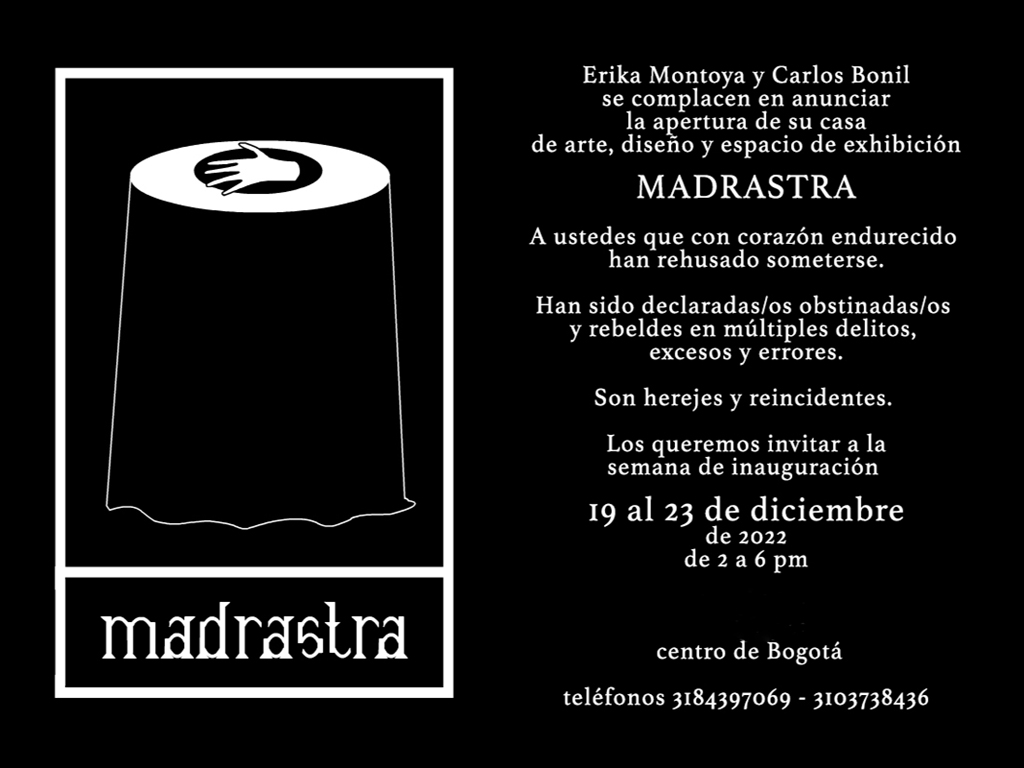 madrastra
Erika Montoya y Carlos Bonil
se complacen en anunciar
la apertura de su casa
de arte, diseño y espacio de exhibición
MADRASTRA
A ustedes que con corazón endurecido
han rehusado someterse.
Han sido declaradas/os obstinadas/os
y rebeldes en múltiples delitos,
excesos y errores.
Son herejes y reincidentes.
Los queremos invitar a la
semana de inauguración
19 al 23 de diciembre
de 2022
de 2 a 6 pm
centro de Bogotá
teléfonos 3184397069 - 3103738436